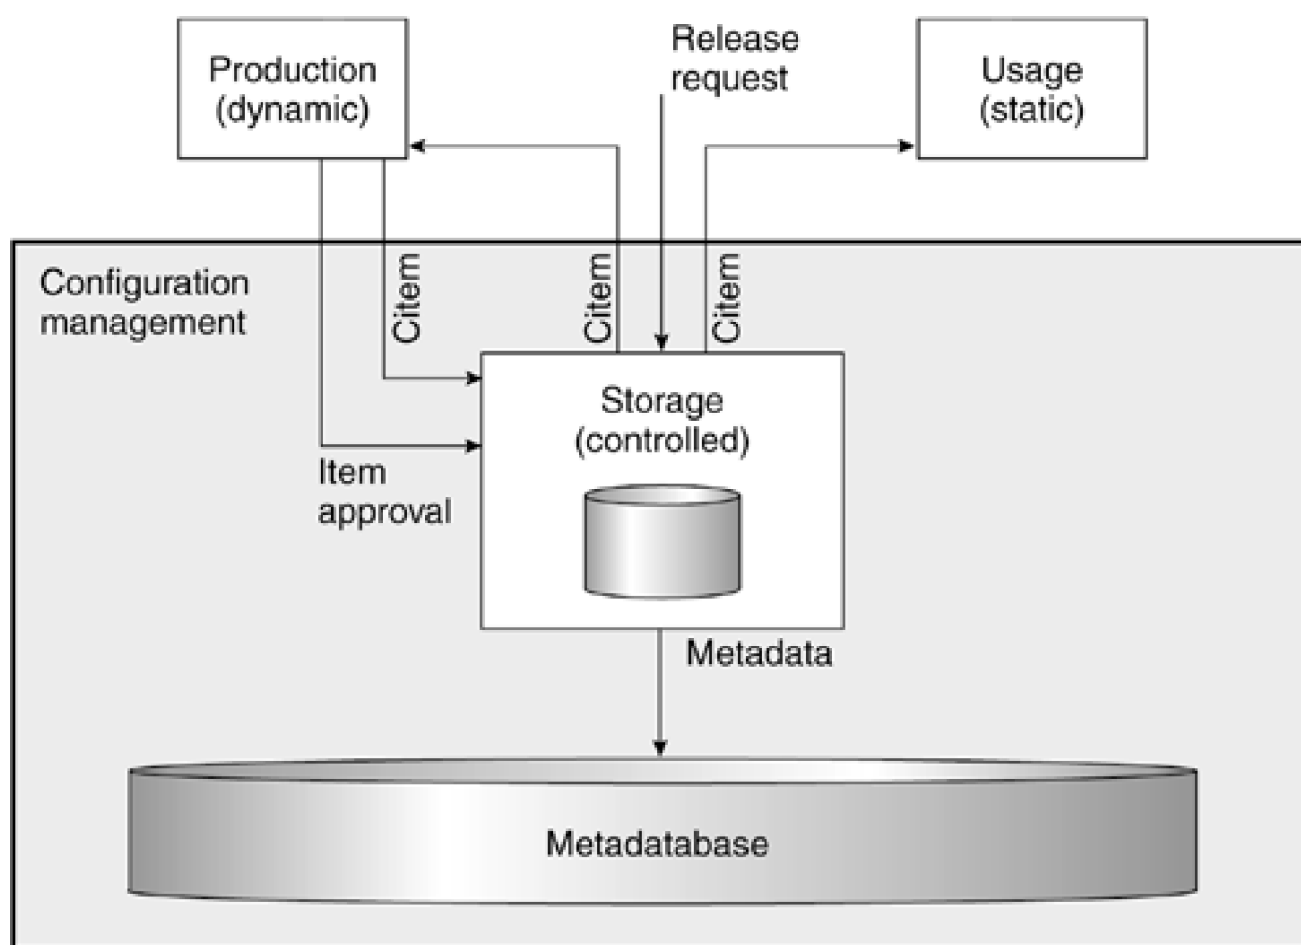 Production
(dynamic)
Release
request
Usage
(static)
Configuration
management
Citem
Citem
Citem
Storage
(controlled)
Item
approval
Metadata
Metadatabase